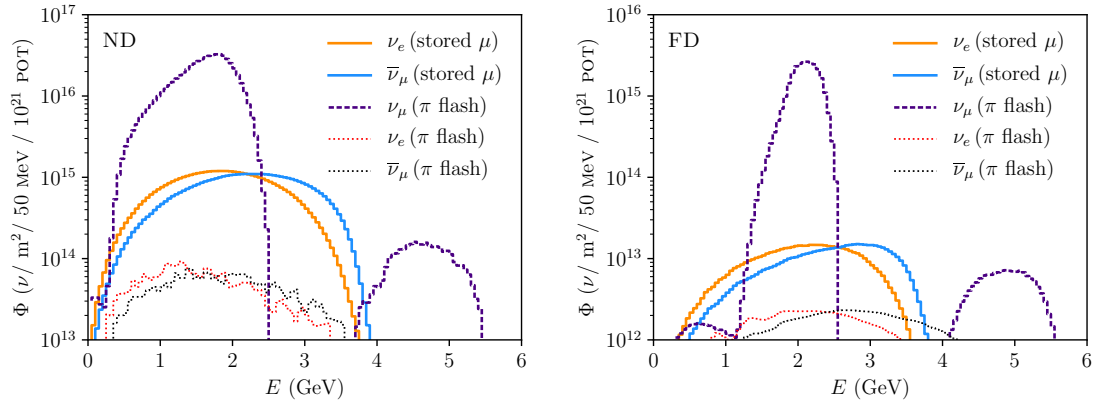 ND
ν_e (stored μ)
ν̅_μ (stored μ)
ν_μ (π flash)
ν_e (π flash)
ν̅_μ (π flash)
10^17
10^16
10^15
10^14
10^13
Φ (ν/ m²/ 50 MeV / 10^21 POT)
0 1 2 3 4 5 6
E (GeV)
FD
ν_e (stored μ)
ν̅_μ (stored μ)
ν_μ (π flash)
ν_e (π flash)
ν̅_μ (π flash)
10^16
10^15
10^14
10^13
10^12
Φ (ν/ m²/ 50 MeV / 10^21 POT)
0 1 2 3 4 5 6
E (GeV)